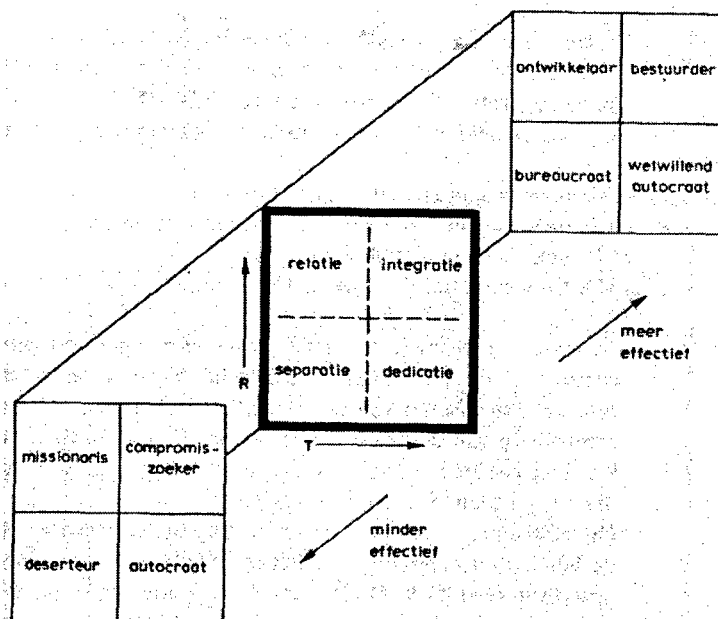 ontwikkelaar
bestuurder
bureaucraat
welwillend
autocraat
relatie
integratie
separatie
dedicatie
R
T
meer
effectief
missionaris
compromis-
zoeker
deserteur
autocraat
minder
effectief